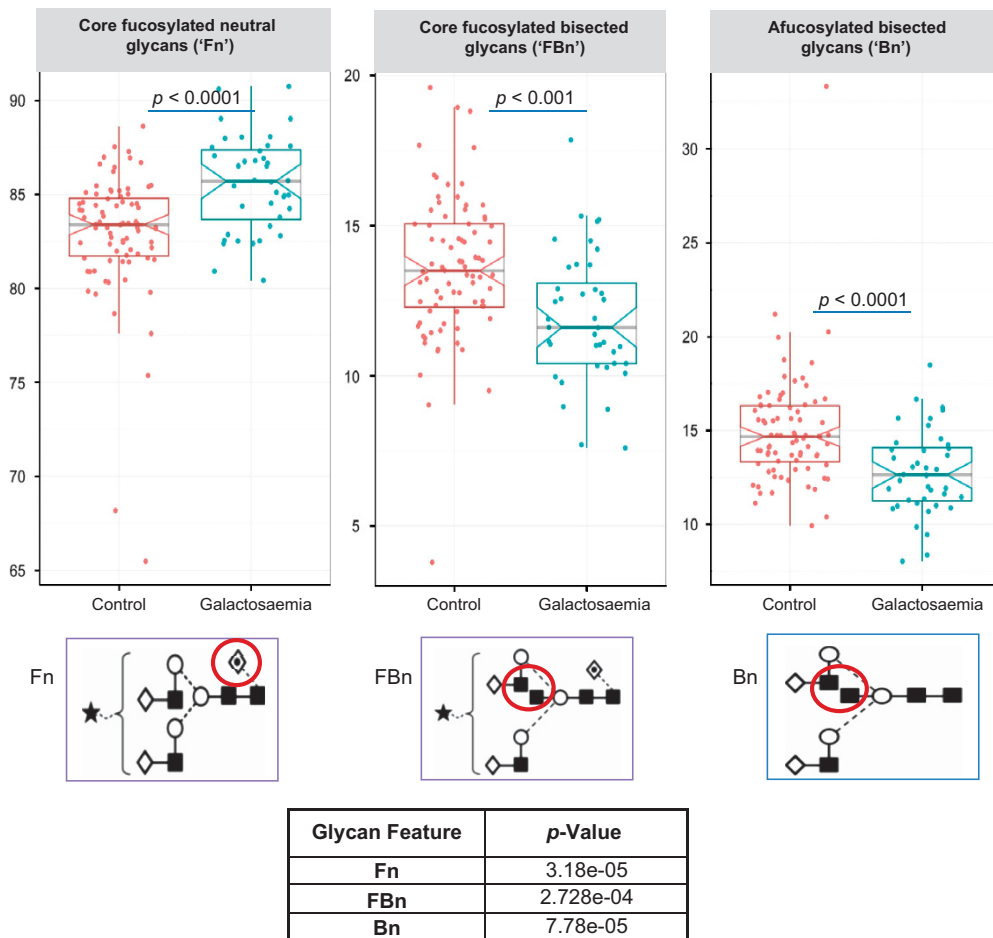 Core fucosylated neutral
glycans (‘Fn’)
90
85
80
75
70
65
p < 0.0001
Control
Galactosaemia
Core fucosylated bisected
glycans (‘FBn’)
20
15
10
5
p < 0.001
Control
Galactosaemia
Afucosylated bisected
glycans (‘Bn’)
33
25
20
15
10
p < 0.0001
Control
Galactosaemia
Fn
FBn
Bn
Glycan Feature p-Value
Fn 3.18e-05
FBn 2.728e-04
Bn 7.78e-05